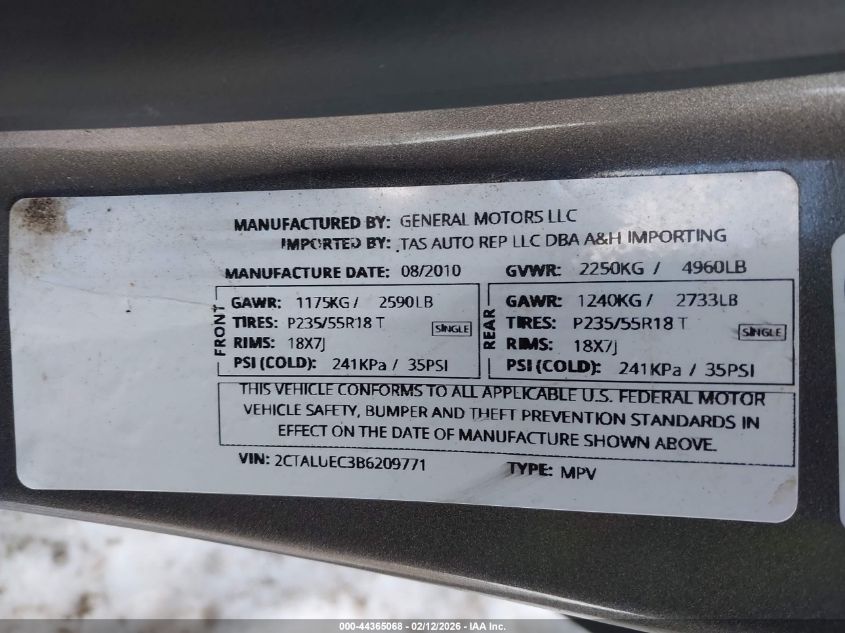 MANUFACTURED BY: GENERAL MOTORS LLC
IMPORTED BY: TAS AUTO REP LLC DBA A&H IMPORTING
MANUFACTURE DATE: 08/2010 GVWR: 2250KG / 4960LB
FRONT
GAWR: 1175KG / 2590LB
TIRES: P235/55R18 T SINGLE
RIMS: 18X7J
PSI (COLD): 241KPa / 35PSI
REAR
GAWR: 1240KG / 2733LB
TIRES: P235/55R18 T SINGLE
RIMS: 18X7J
PSI (COLD): 241KPa / 35PSI
THIS VEHICLE CONFORMS TO ALL APPLICABLE U.S. FEDERAL MOTOR
VEHICLE SAFETY, BUMPER AND THEFT PREVENTION STANDARDS IN
EFFECT ON THE DATE OF MANUFACTURE SHOWN ABOVE.
VIN: 2CTALUEC3B6209771 TYPE: MPV
000-44365068 - 02/12/2026 - IAA Inc.